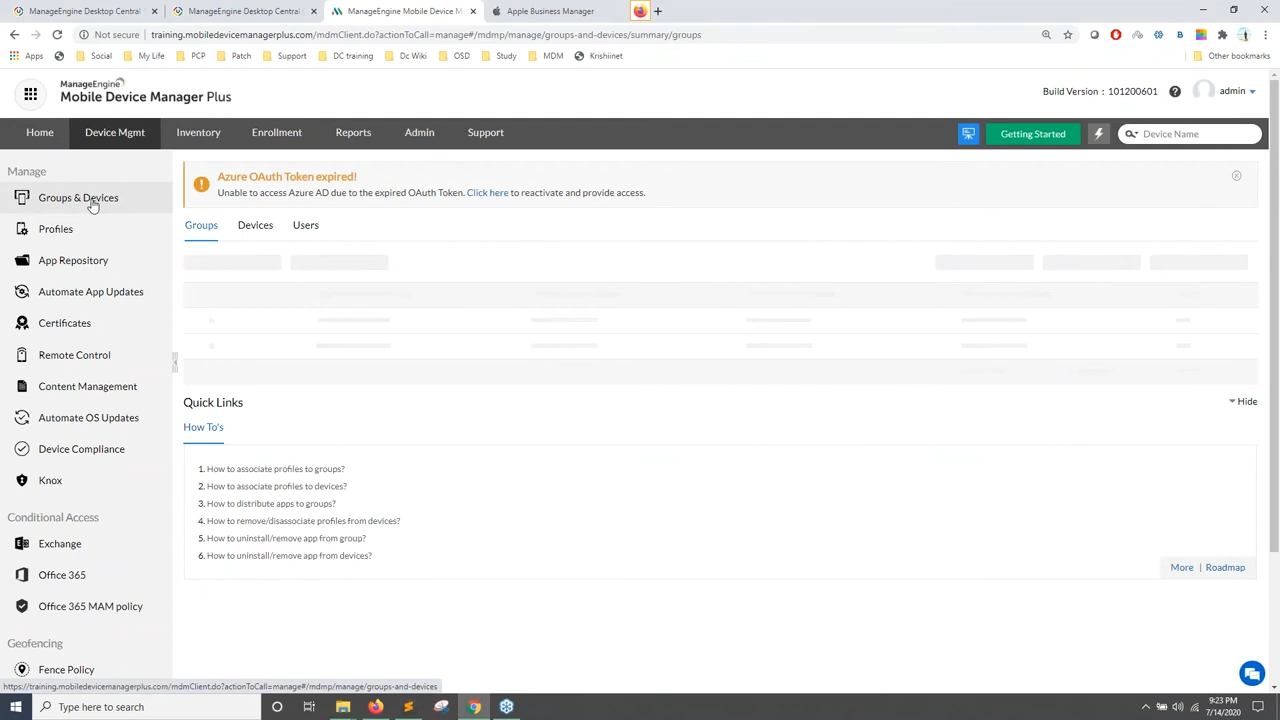 ManageEngine Desktop Central
ManageEngine Desktop Central
ManageEngine Mobile Device M
Apple Business Manager
Not secure | training.mobiledevicemanagerplus.com/mdmClient.do?actionToCall=manage#/mdmp/manage/groups-and-devices/summary/groups
Apps
Social
My Life
PCP
Patch
Support
DC training
Dc Wiki
OSD
Study
MDM
Krishiinet
Other bookmarks
ManageEngine
Mobile Device Manager Plus
Build Version : 101200601
admin
Home
Device Mgmt
Inventory
Enrollment
Reports
Admin
Support
Getting Started
Device Name
Manage
Groups & Devices
Profiles
App Repository
Automate App Updates
Certificates
Remote Control
Content Management
Automate OS Updates
Device Compliance
Knox
Conditional Access
Exchange
Office 365
Office 365 MAM policy
Geofencing
Fence Policy
Azure OAuth Token expired!
Unable to access Azure AD due to the expired OAuth Token. Click here to reactivate and provide access.
Groups
Devices
Users
Quick Links
Hide
How To's
1. How to associate profiles to groups?
2. How to associate profiles to devices?
3. How to distribute apps to groups?
4. How to remove/disassociate profiles from devices?
5. How to uninstall/remove app from group?
6. How to uninstall/remove app from devices?
More | Roadmap
https://training.mobiledevicemanagerplus.com/mdmClient.do?actionToCall=manage#/mdmp/manage/groups-and-devices
Type here to search
9:23 PM
7/14/2020